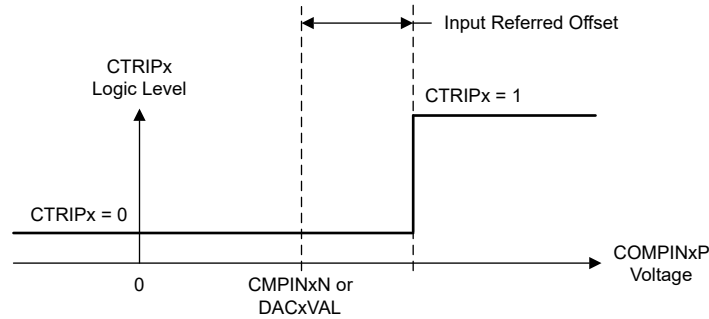 Input Referred Offset
CTRIPx
Logic Level
CTRIPx = 1
CTRIPx = 0
COMPINxP
Voltage
0
CMPINxN or
DACxVAL